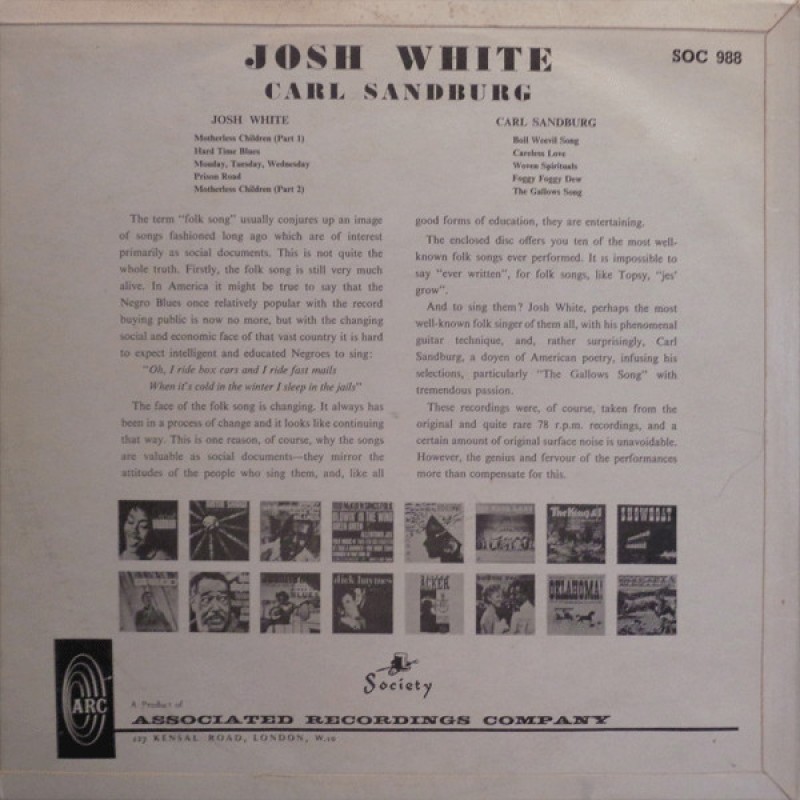 JOSH WHITE
SOC 988
CARL SANDBURG
JOSH WHITE
Motherless Children (Part 1)
Hard Time Blues
Monday, Tuesday, Wednesday
Prison Road
Motherless Children (Part 2)
CARL SANDBURG
Boll Weevil Song
Careless Love
Woven Spirituals
Foggy Foggy Dew
The Gallows Song
The term "folk song" usually conjures up an image
of songs fashioned long ago which are of interest
primarily as social documents. This is not quite the
whole truth. Firstly, the folk song is still very much
alive. In America it might be true to say that the
Negro Blues once relatively popular with the record
buying public is now no more, but with the changing
social and economic face of that vast country it is hard
to expect intelligent and educated Negroes to sing:
"Oh, I ride box cars and I ride fast mails
When it's cold in the winter I sleep in the jails"
The face of the folk song is changing. It always has
been in a process of change and it looks like continuing
that way. This is one reason, of course, why the songs
are valuable as social documents—they mirror the
attitudes of the people who sing them, and, like all
good forms of education, they are entertaining.
The enclosed disc offers you ten of the most well-
known folk songs ever performed. It is impossible to
say "ever written", for folk songs, like Topsy, "jes'
grow".
And to sing them? Josh White, perhaps the most
well-known folk singer of them all, with his phenomenal
guitar technique, and, rather surprisingly, Carl
Sandburg, a doyen of American poetry, infusing his
selections, particularly "The Gallows Song" with
tremendous passion.
These recordings were, of course, taken from the
original and quite rare 78 r.p.m. recordings, and a
certain amount of original surface noise is unavoidable.
However, the genius and fervour of the performances
more than compensate for this.
BLOWIN' IN THE WIND
The King & I
SHOWBOAT
BLUES
dick haymes
ACKER
OKLAHOMA!
Society
ARC
A Product of
ASSOCIATED RECORDINGS COMPANY
227 KENSAL ROAD, LONDON, W.10